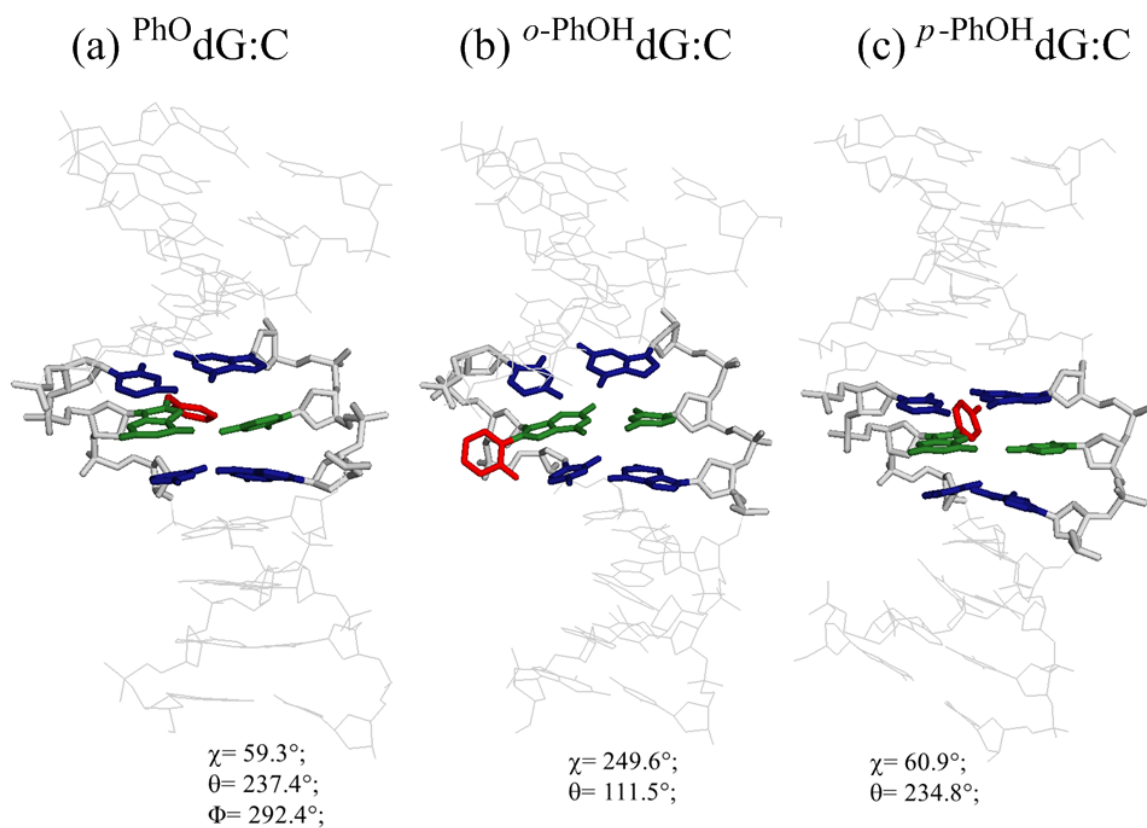 (a) PhOdG:C (b) o-PhOHdG:C (c) p-PhOHdG:C
χ= 59.3°; χ= 249.6°; χ= 60.9°;
θ= 237.4°; θ= 111.5°; θ= 234.8°;
Φ= 292.4°;